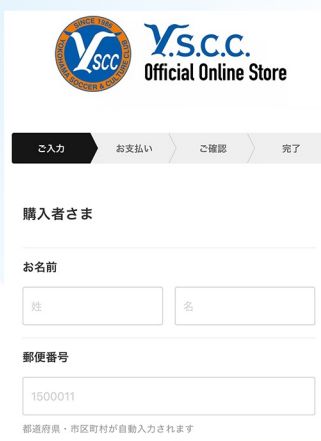 SINCE 1986
YSCC
YOKOHAMA SOCCER & CULTURE CLUB
Y.S.C.C.
Official Online Store
ご入力 お支払い ご確認 完了
購入者さま
お名前
姓 名
郵便番号
1500011
都道府県・市区町村が自動入力されます